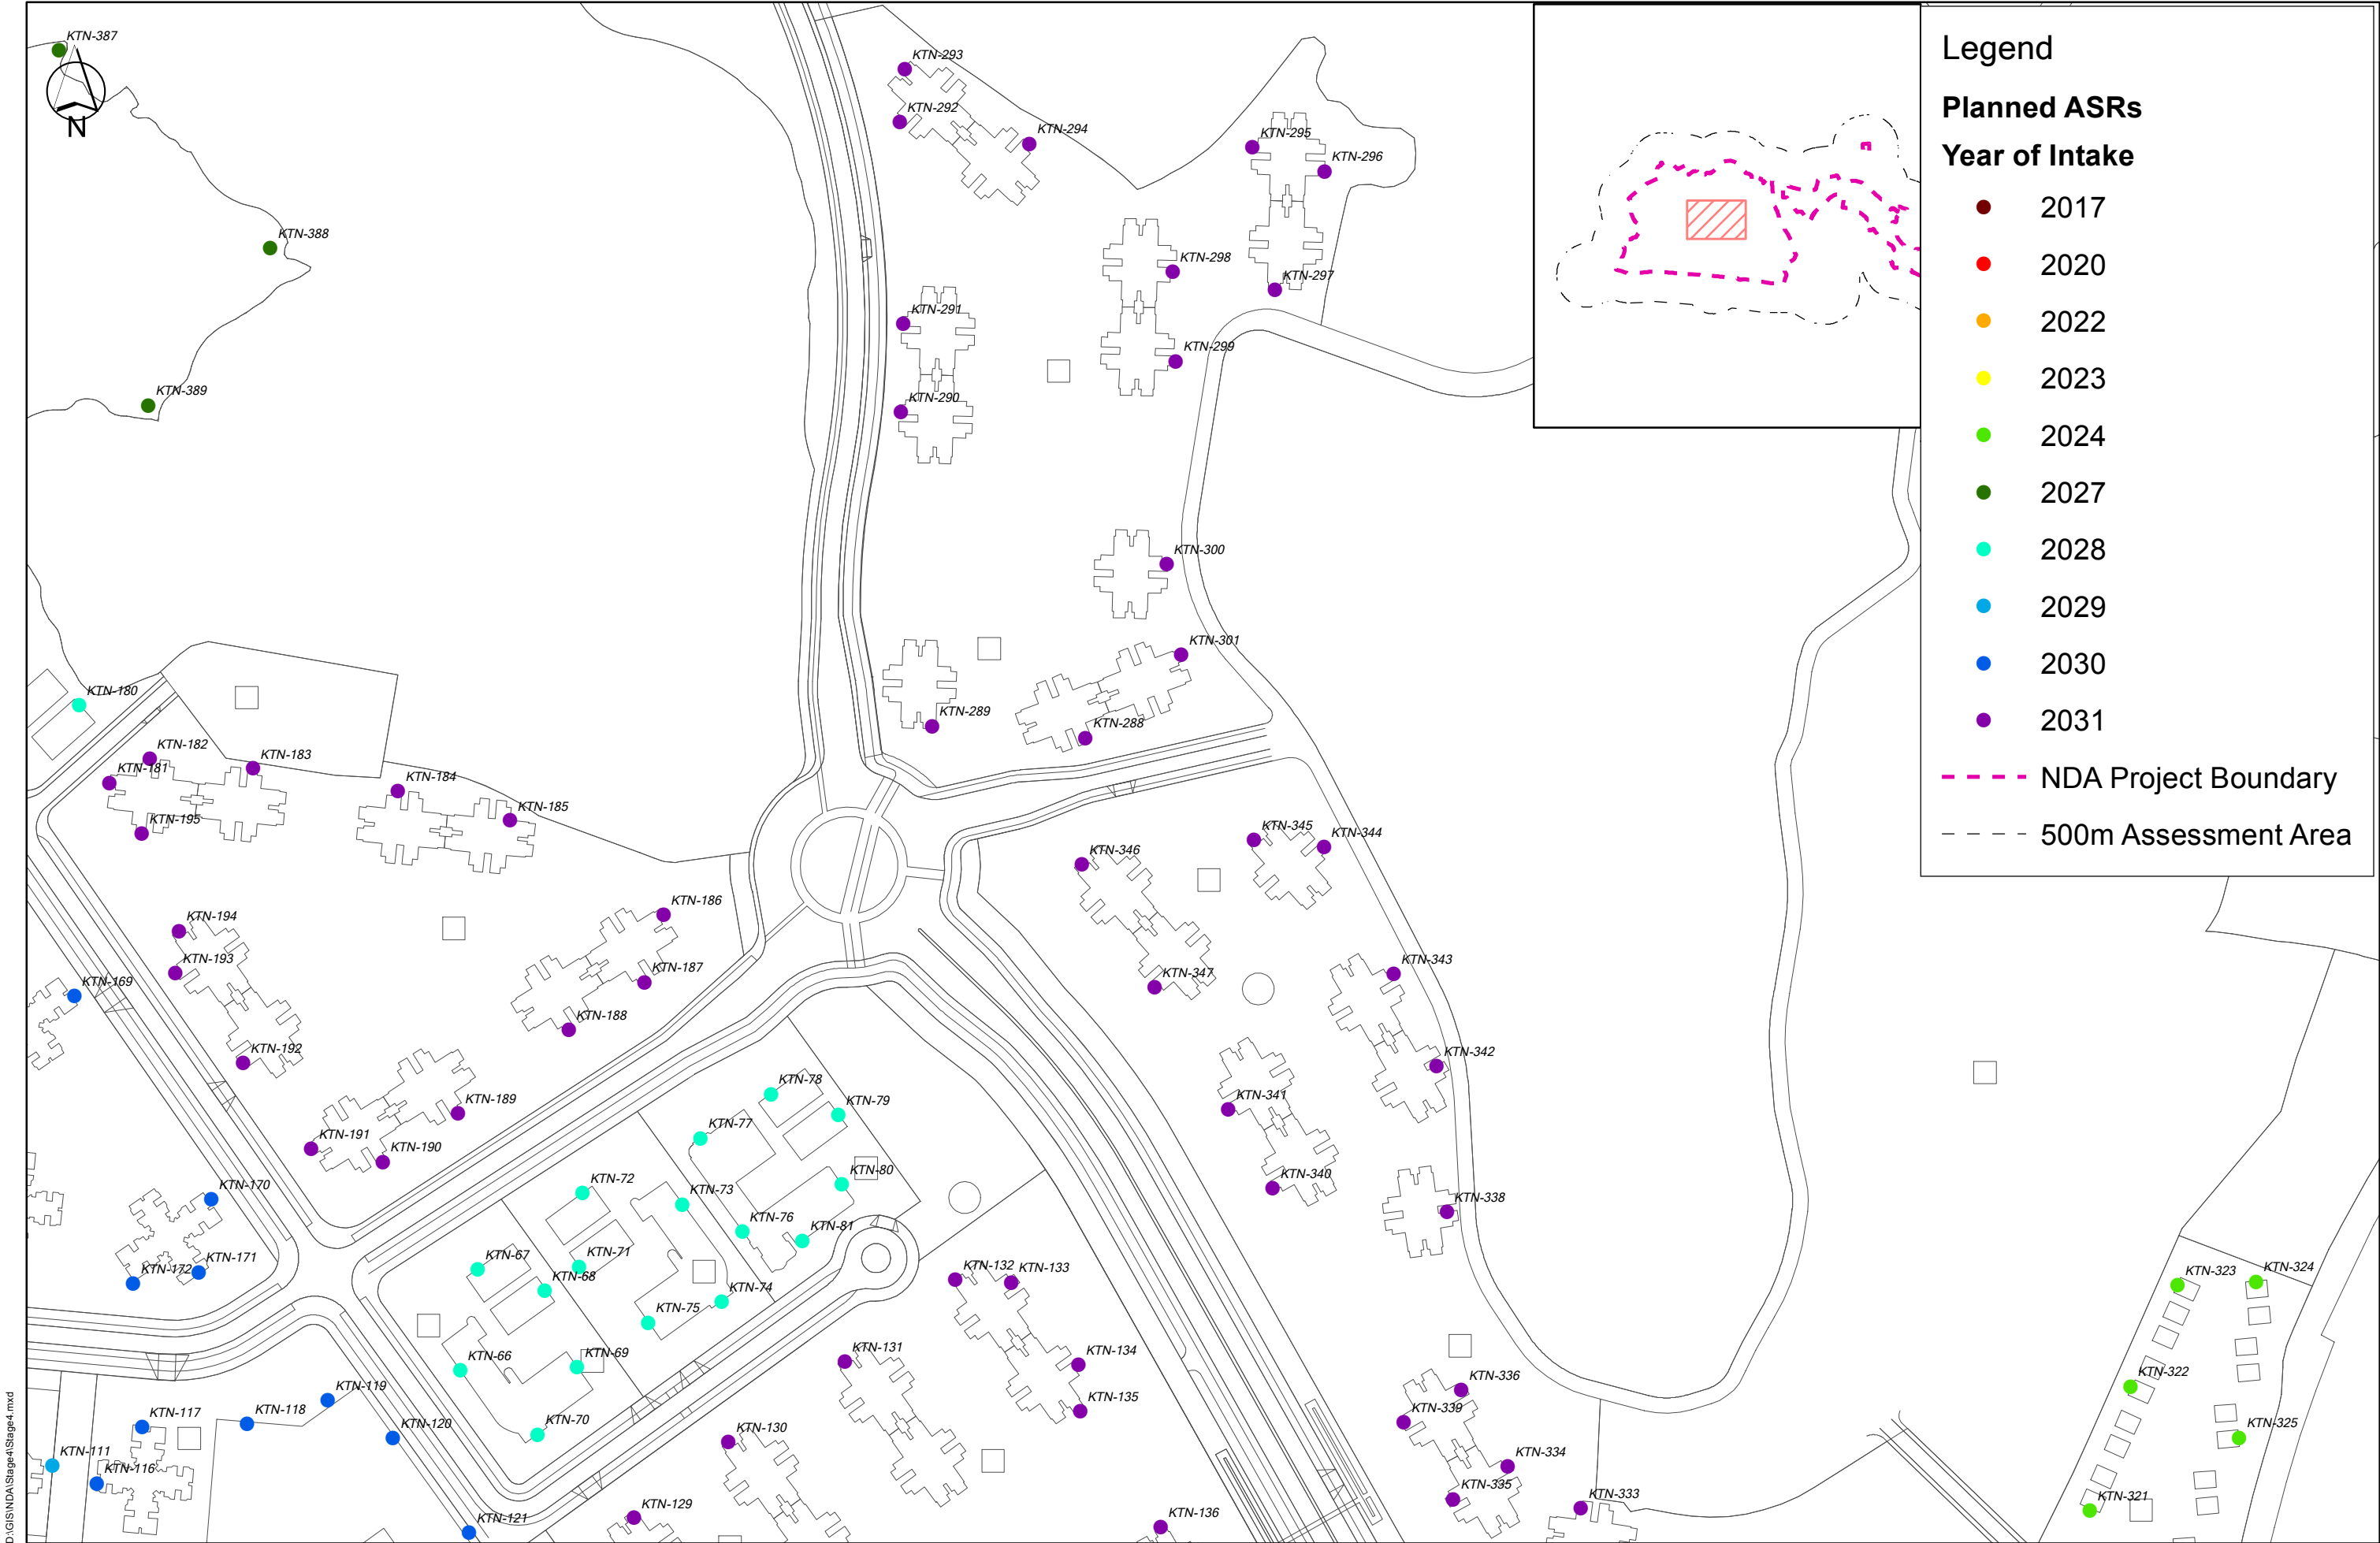 KTN-387
N
KTN-388
KTN-389
KTN-293
KTN-292
KTN-294
KTN-295
KTN-296
KTN-298
KTN-297
KTN-291
KTN-299
KTN-290
KTN-300
KTN-301
KTN-289
KTN-288
Legend
Planned ASRs
Year of Intake
2017
2020
2022
2023
2024
2027
2028
2029
2030
2031
NDA Project Boundary
500m Assessment Area
KTN-180
KTN-182
KTN-183
KTN-181
KTN-184
KTN-185
KTN-195
KTN-345
KTN-344
KTN-346
KTN-194
KTN-186
KTN-193
KTN-187
KTN-343
KTN-347
KTN-169
KTN-188
KTN-192
KTN-342
KTN-78
KTN-79
KTN-189
KTN-341
KTN-77
KTN-191
KTN-190
KTN-80
KTN-72
KTN-340
KTN-170
KTN-73
KTN-338
KTN-76
KTN-81
KTN-67
KTN-71
KTN-171
KTN-172
KTN-68
KTN-132
KTN-133
KTN-323
KTN-324
KTN-74
KTN-75
KTN-66
KTN-69
KTN-131
KTN-134
KTN-336
KTN-322
KTN-119
KTN-135
KTN-339
KTN-117
KTN-118
KTN-120
KTN-70
KTN-130
KTN-325
KTN-111
KTN-116
KTN-334
KTN-335
KTN-129
KTN-136
KTN-333
KTN-321
KTN-121
D:\GIS\NDA\Stage4\Stage4.mxd